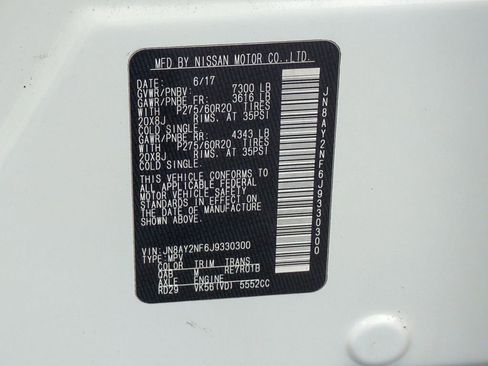 MFD BY NISSAN MOTOR CO.,LTD.
DATE: 6/17
GVWR/PNBV: 7300 LB
GAWR/PNBE FR: 3616 LB
WITH P275/60R20 TIRES
20X8J RIMS, AT 35PSI
COLD SINGLE
GAWR/PNBE RR: 4343 LB
WITH P275/60R20 TIRES
20X8J RIMS, AT 35PSI
COLD SINGLE
THIS VEHICLE CONFORMS TO
ALL APPLICABLE FEDERAL
MOTOR VEHICLE SAFETY
STANDARDS IN EFFECT ON
THE DATE OF MANUFACTURE
SHOWN ABOVE.
VIN: JN8AY2NF6J9330300
TYPE: MPV
COLOR TRIM TRANS
QAB M RE7R01B
AXLE ENGINE
RD29 VK56(VD) 5552CC
JN8AY2NF6J9330300